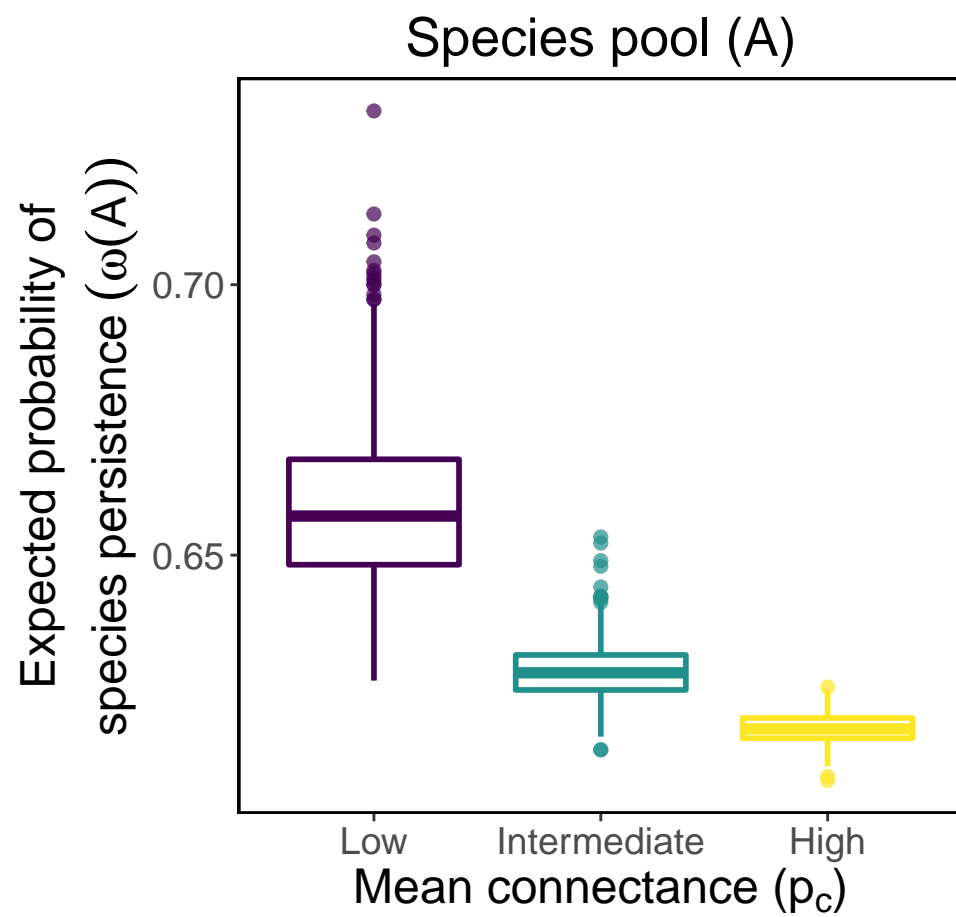 Species pool (A)
Expected probability of
species persistence (ω(A))
0.70
0.65
Low
Intermediate
High
Mean connectance (pc)